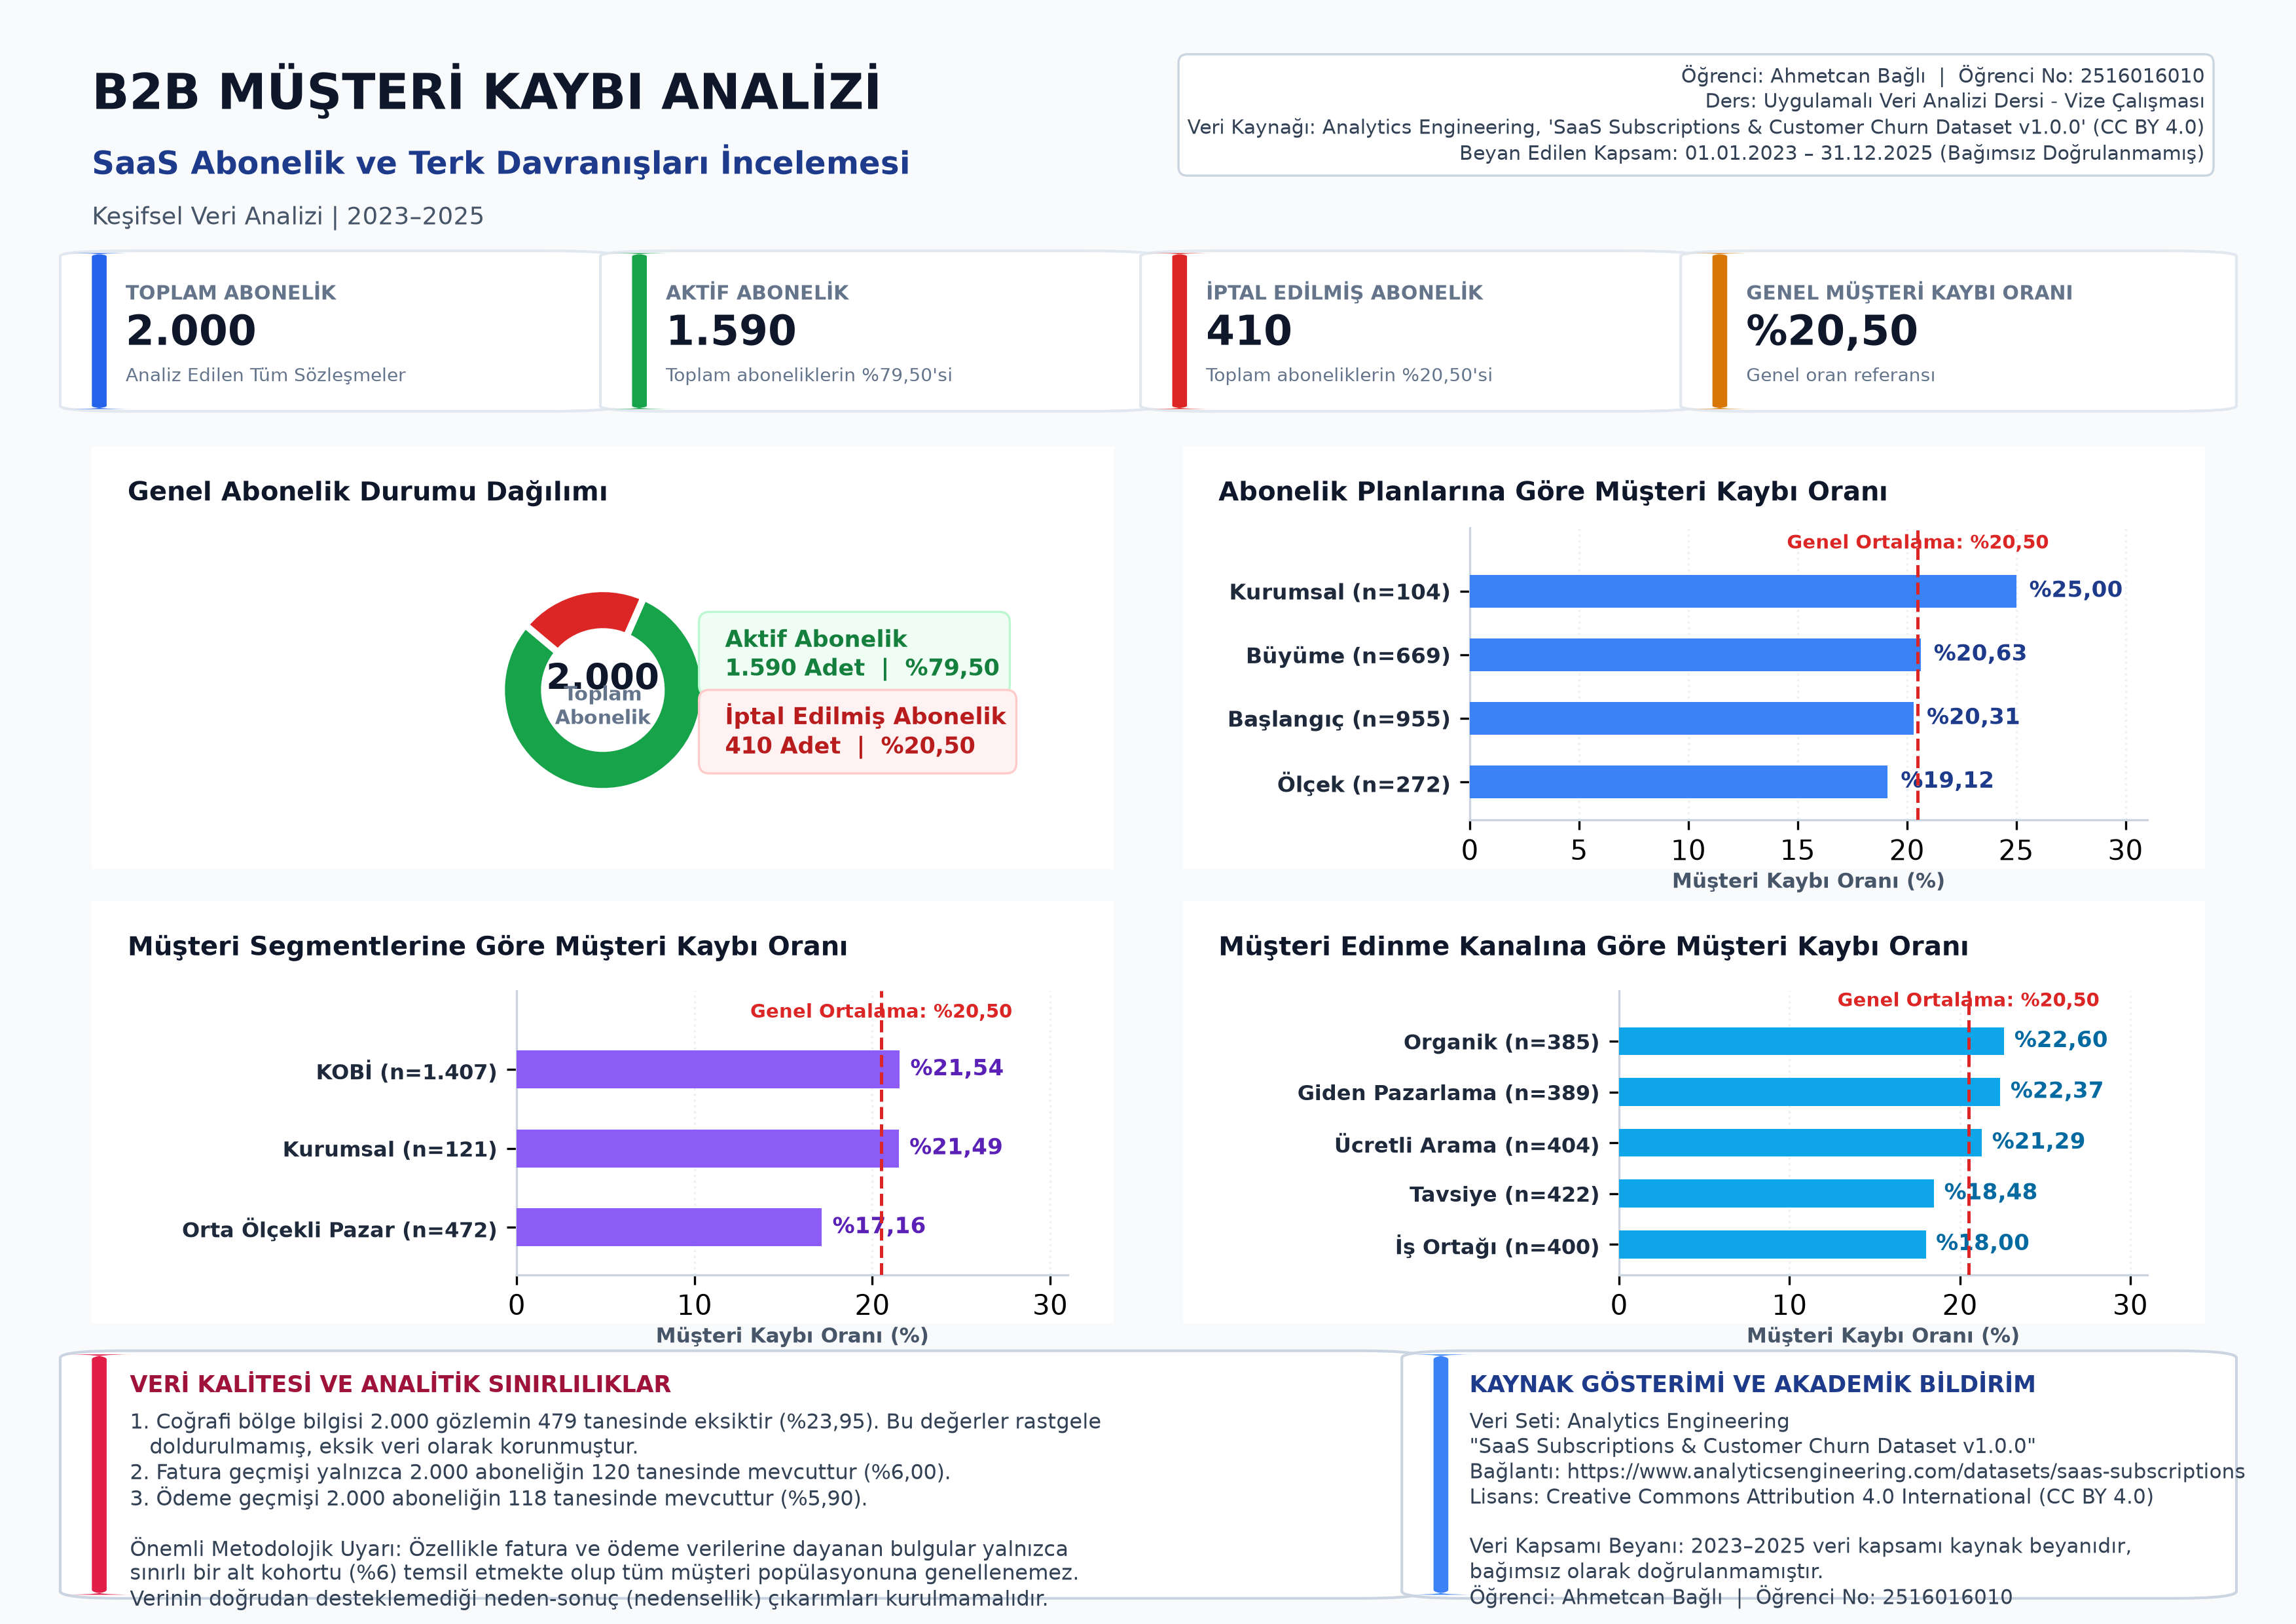 B2B MÜŞTERİ KAYBI ANALİZİ
SaaS Abonelik ve Terk Davranışları İncelemesi
Keşifsel Veri Analizi | 2023–2025
Öğrenci: Ahmetcan Bağlı | Öğrenci No: 2516016010
Ders: Uygulamalı Veri Analizi Dersi - Vize Çalışması
Veri Kaynağı: Analytics Engineering, 'SaaS Subscriptions & Customer Churn Dataset v1.0.0' (CC BY 4.0)
Beyan Edilen Kapsam: 01.01.2023 – 31.12.2025 (Bağımsız Doğrulanmamış)
TOPLAM ABONELİK
2.000
Analiz Edilen Tüm Sözleşmeler
AKTİF ABONELİK
1.590
Toplam aboneliklerin %79,50'si
İPTAL EDİLMİŞ ABONELİK
410
Toplam aboneliklerin %20,50'si
GENEL MÜŞTERİ KAYBI ORANI
%20,50
Genel oran referansı
Genel Abonelik Durumu Dağılımı
2.000
Toplam
Abonelik
Aktif Abonelik
1.590 Adet | %79,50
İptal Edilmiş Abonelik
410 Adet | %20,50
Abonelik Planlarına Göre Müşteri Kaybı Oranı
Genel Ortalama: %20,50
Kurumsal (n=104) %25,00
Büyüme (n=669) %20,63
Başlangıç (n=955) %20,31
Ölçek (n=272) %19,12
0 5 10 15 20 25 30
Müşteri Kaybı Oranı (%)
Müşteri Segmentlerine Göre Müşteri Kaybı Oranı
Genel Ortalama: %20,50
KOBİ (n=1.407) %21,54
Kurumsal (n=121) %21,49
Orta Ölçekli Pazar (n=472) %17,16
0 10 20 30
Müşteri Kaybı Oranı (%)
Müşteri Edinme Kanalına Göre Müşteri Kaybı Oranı
Genel Ortalama: %20,50
Organik (n=385) %22,60
Giden Pazarlama (n=389) %22,37
Ücretli Arama (n=404) %21,29
Tavsiye (n=422) %18,48
İş Ortağı (n=400) %18,00
0 10 20 30
Müşteri Kaybı Oranı (%)
VERİ KALİTESİ VE ANALİTİK SINIRLILIKLAR
1. Coğrafi bölge bilgisi 2.000 gözlemin 479 tanesinde eksiktir (%23,95). Bu değerler rastgele
doldurulmamış, eksik veri olarak korunmuştur.
2. Fatura geçmişi yalnızca 2.000 aboneliğin 120 tanesinde mevcuttur (%6,00).
3. Ödeme geçmişi 2.000 aboneliğin 118 tanesinde mevcuttur (%5,90).
Önemli Metodolojik Uyarı: Özellikle fatura ve ödeme verilerine dayanan bulgular yalnızca
sınırlı bir alt kohortu (%6) temsil etmekte olup tüm müşteri popülasyonuna genellenemez.
Verinin doğrudan desteklemediği neden-sonuç (nedensellik) çıkarımları kurulmamalıdır.
KAYNAK GÖSTERİMİ VE AKADEMİK BİLDİRİM
Veri Seti: Analytics Engineering
"SaaS Subscriptions & Customer Churn Dataset v1.0.0"
Bağlantı: https://www.analyticsengineering.com/datasets/saas-subscriptions
Lisans: Creative Commons Attribution 4.0 International (CC BY 4.0)
Veri Kapsamı Beyanı: 2023–2025 veri kapsamı kaynak beyanıdır,
bağımsız olarak doğrulanmamıştır.
Öğrenci: Ahmetcan Bağlı | Öğrenci No: 2516016010